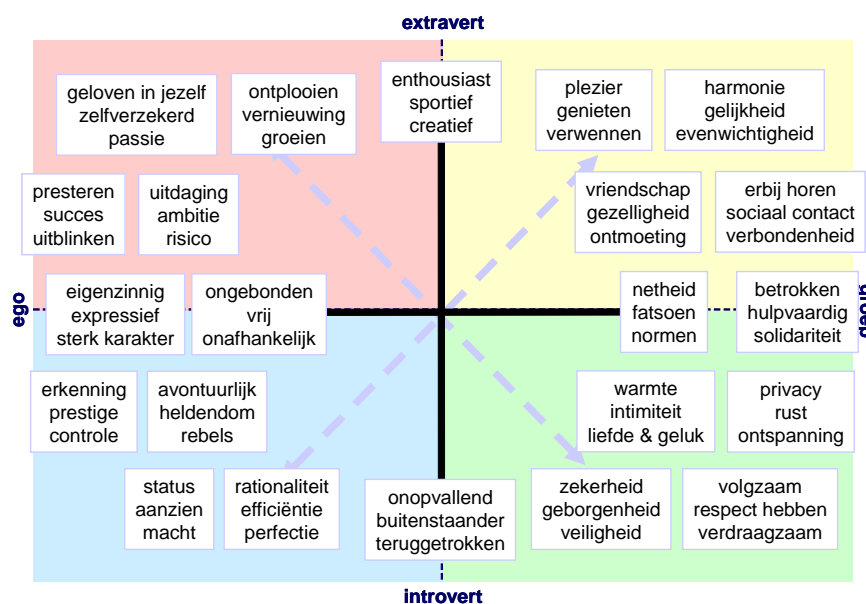 extravert
geloven in jezelf
zelfverzekerd
passie
ontplooien
vernieuwing
groeien
enthousiast
sportief
creatief
plezier
genieten
verwennen
harmonie
gelijkheid
evenwichtigheid
presteren
succes
uitblinken
uitdaging
ambitie
risico
vriendschap
gezelligheid
ontmoeting
erbij horen
sociaal contact
verbondenheid
ego
eigenzinnig
expressief
sterk karakter
ongebonden
vrij
onafhankelijk
netheid
fatsoen
normen
betrokken
hulpvaardig
solidariteit
groep
erkenning
prestige
controle
avontuurlijk
heldendom
rebels
warmte
intimiteit
liefde & geluk
privacy
rust
ontspanning
status
aanzien
macht
rationaliteit
efficiëntie
perfectie
onopvallend
buitenstaander
teruggetrokken
zekerheid
geborgenheid
veiligheid
volgzaam
respect hebben
verdraagzaam
introvert